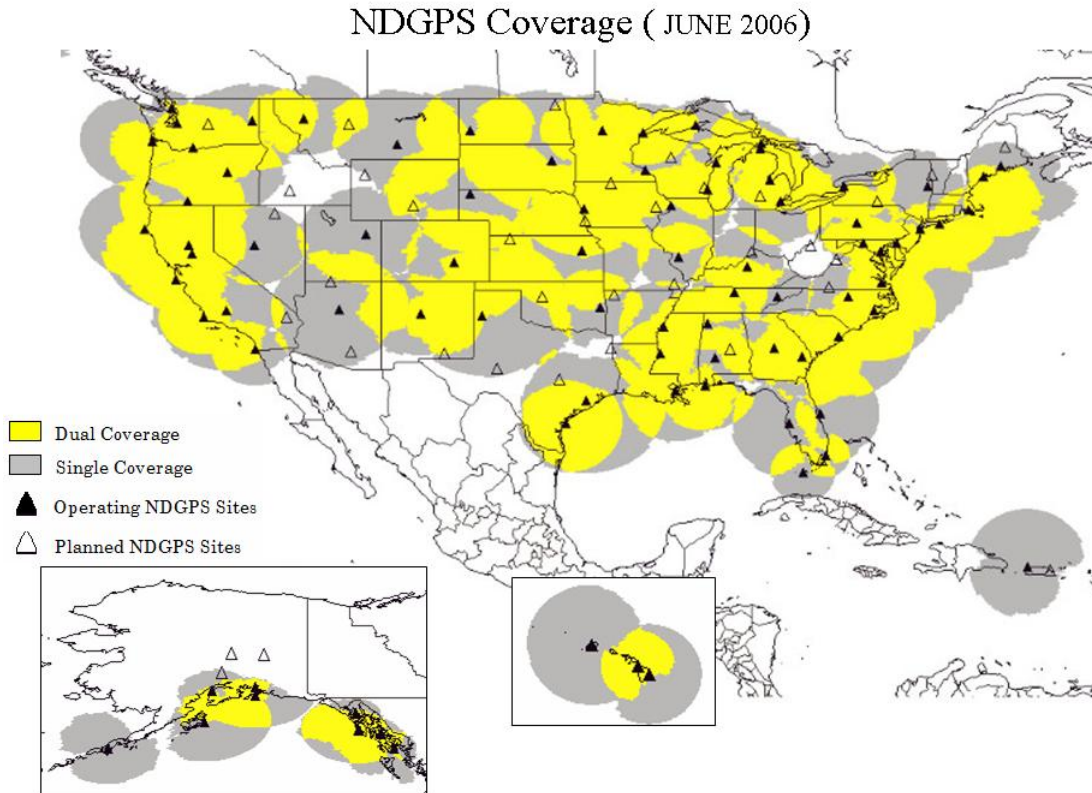 NDGPS Coverage ( JUNE 2006)
Dual Coverage
Single Coverage
Operating NDGPS Sites
Planned NDGPS Sites